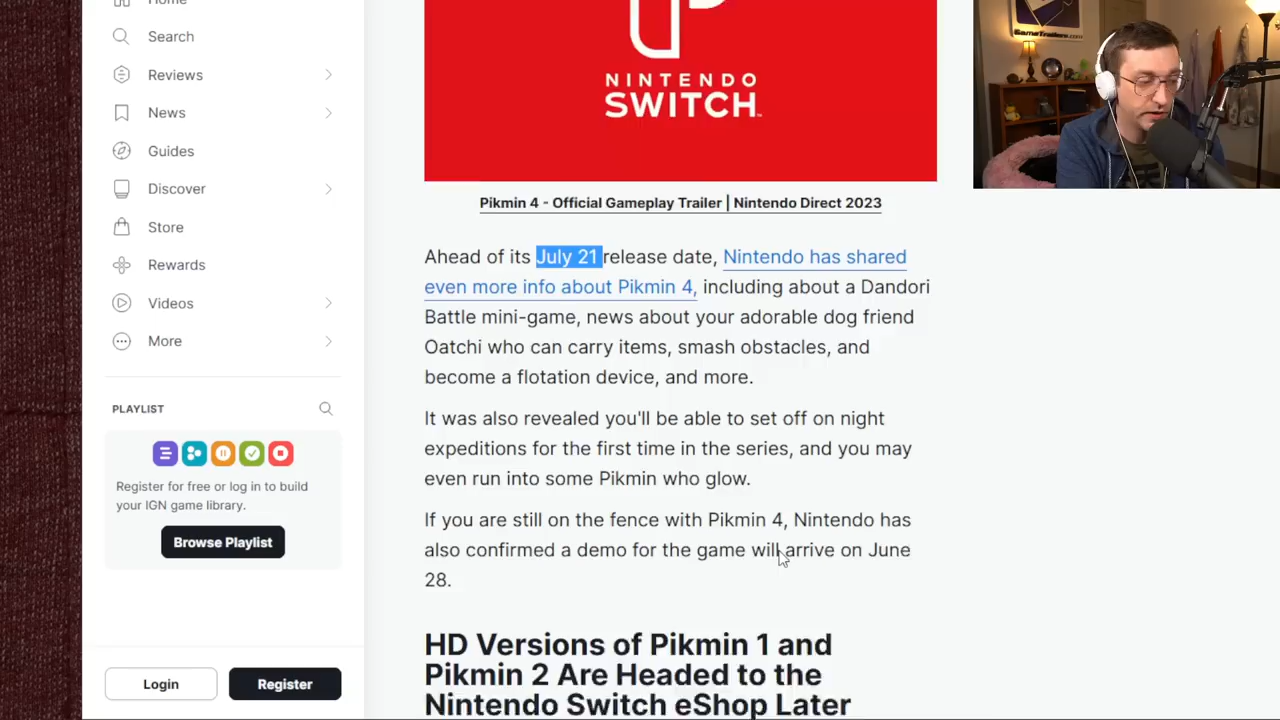 Home
Search
Reviews
News
Guides
Discover
Store
Rewards
Videos
More
PLAYLIST
Register for free or log in to build
your IGN game library.
Browse Playlist
Login
Register
NINTENDO
SWITCH
Pikmin 4 - Official Gameplay Trailer | Nintendo Direct 2023
Ahead of its July 21 release date, Nintendo has shared
even more info about Pikmin 4, including about a Dandori
Battle mini-game, news about your adorable dog friend
Oatchi who can carry items, smash obstacles, and
become a flotation device, and more.
It was also revealed you'll be able to set off on night
expeditions for the first time in the series, and you may
even run into some Pikmin who glow.
If you are still on the fence with Pikmin 4, Nintendo has
also confirmed a demo for the game will arrive on June
28.
HD Versions of Pikmin 1 and
Pikmin 2 Are Headed to the
Nintendo Switch eShop Later
GameTrailers.com